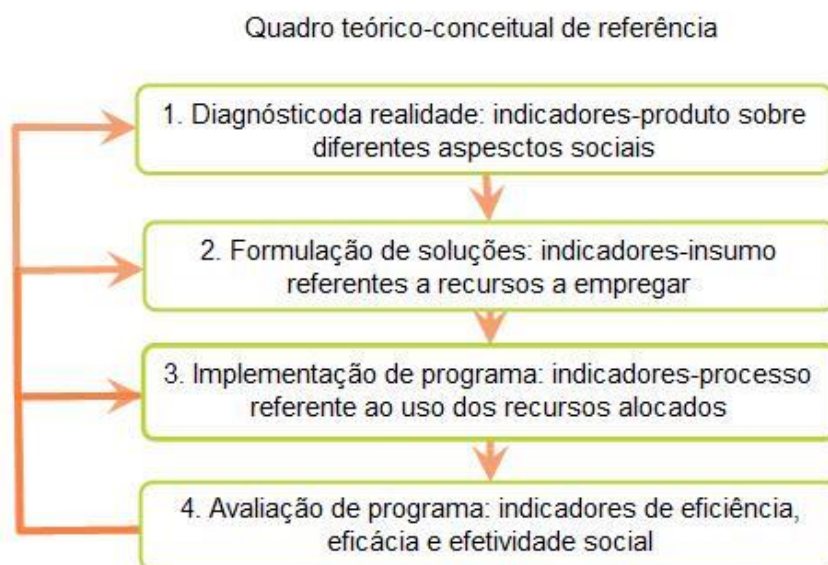 Quadro teórico-conceitual de referência
1. Diagnósticoda realidade: indicadores-produto sobre
diferentes aspesctos sociais
2. Formulação de soluções: indicadores-insumo
referentes a recursos a empregar
3. Implementação de programa: indicadores-processo
referente ao uso dos recursos alocados
4. Avaliação de programa: indicadores de eficiência,
eficácia e efetividade social